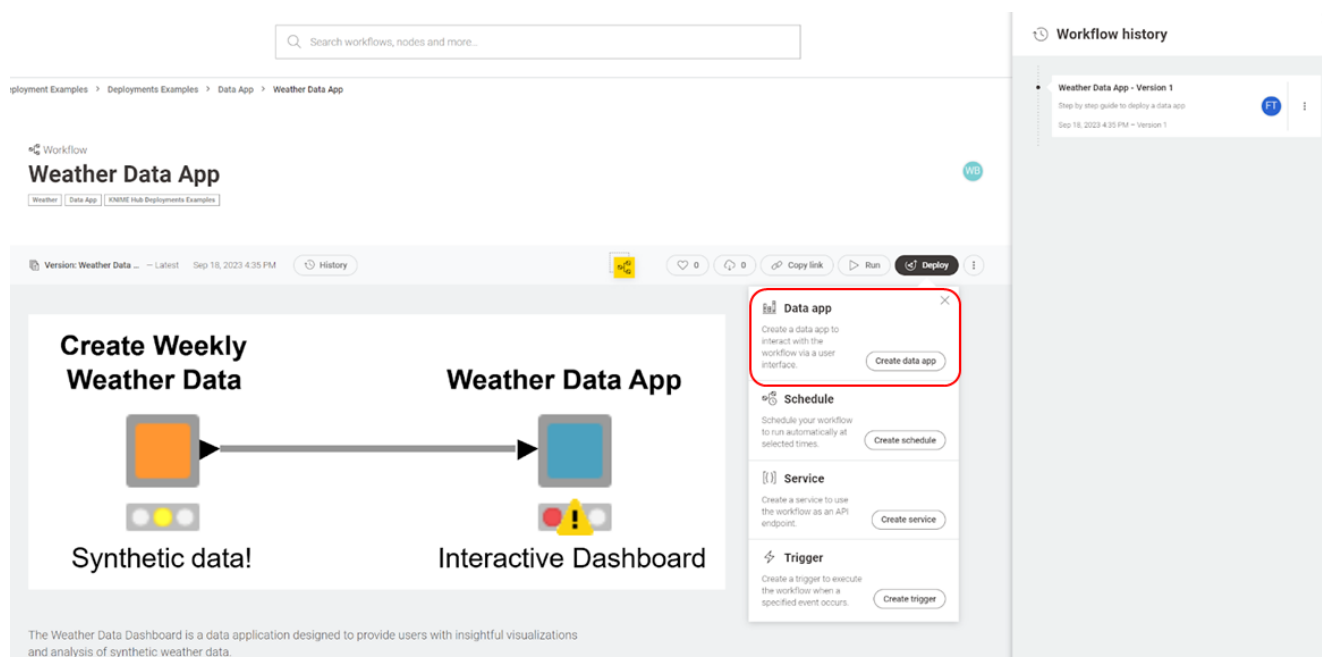 Search workflows, nodes and more...
Workflow history
eployment Examples > Deployments Examples > Data App > Weather Data App
Weather Data App - Version 1
Step by step guide to deploy a data app
FT
Sep 18, 2023 4:35 PM – Version 1
Workflow
Weather Data App
WB
Weather Data App KNIME Hub Deployments Examples
Version: Weather Data ... – Latest Sep 18, 2023 4:35 PM History 0 0 Copy link Run Deploy
Data app
Create a data app to
interact with the
workflow via a user
interface.
Create data app
Schedule
Schedule your workflow
to run automatically at
selected times.
Create schedule
Service
Create a service to use
the workflow as an API
endpoint.
Create service
Trigger
Create a trigger to execute
the workflow when a
specified event occurs.
Create trigger
Create Weekly
Weather Data
Weather Data App
Synthetic data!
Interactive Dashboard
The Weather Data Dashboard is a data application designed to provide users with insightful visualizations
and analysis of synthetic weather data.